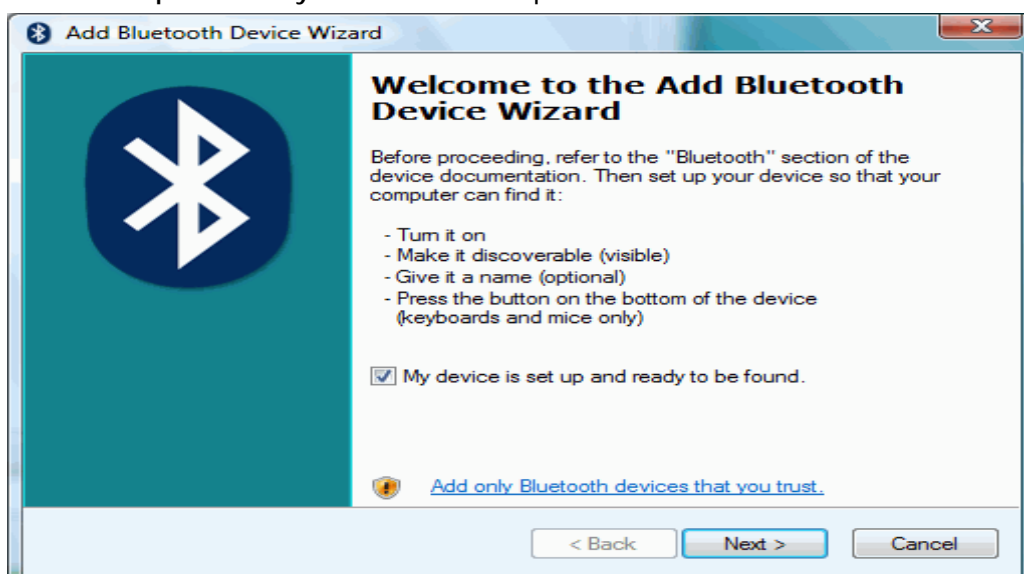 Add Bluetooth Device Wizard
Welcome to the Add Bluetooth
Device Wizard
Before proceeding, refer to the "Bluetooth" section of the
device documentation. Then set up your device so that your
computer can find it:
- Turn it on
- Make it discoverable (visible)
- Give it a name (optional)
- Press the button on the bottom of the device
(keyboards and mice only)
My device is set up and ready to be found.
Add only Bluetooth devices that you trust.
< Back Next > Cancel